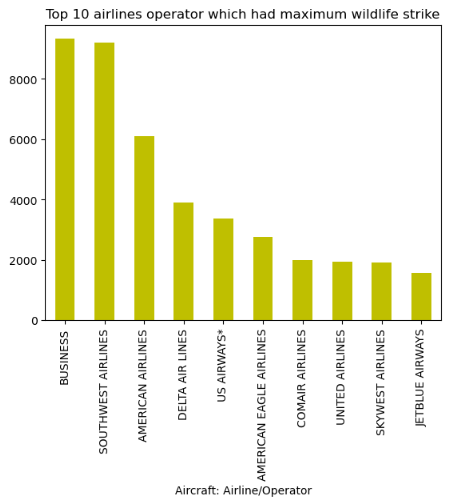 Top 10 airlines operator which had maximum wildlife strike
8000
6000
4000
2000
0
BUSINESS
SOUTHWEST AIRLINES
AMERICAN AIRLINES
DELTA AIR LINES
US AIRWAYS*
AMERICAN EAGLE AIRLINES
COMAIR AIRLINES
UNITED AIRLINES
SKYWEST AIRLINES
JETBLUE AIRWAYS
Aircraft: Airline/Operator